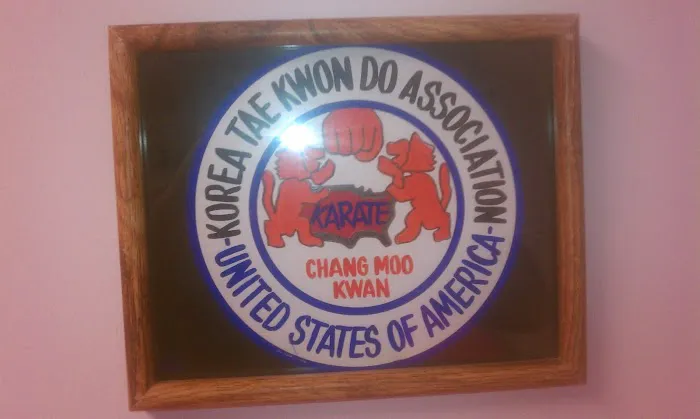 -KOREA TAE KWON DO ASSOCIATION-
KARATE
CHANG MOO
KWAN
UNITED STATES OF AMERICA